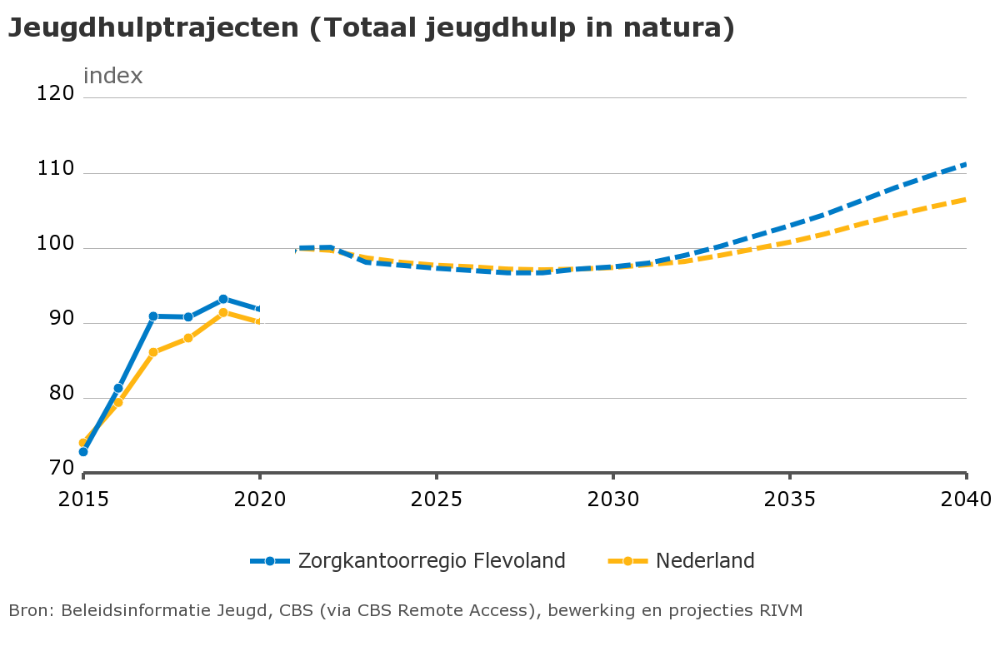 Jeugdhulptrajecten (Totaal jeugdhulp in natura)
index
120
110
100
90
80
70
2015 2020 2025 2030 2035 2040
Zorgkantoorregio Flevoland Nederland
Bron: Beleidsinformatie Jeugd, CBS (via CBS Remote Access), bewerking en projecties RIVM